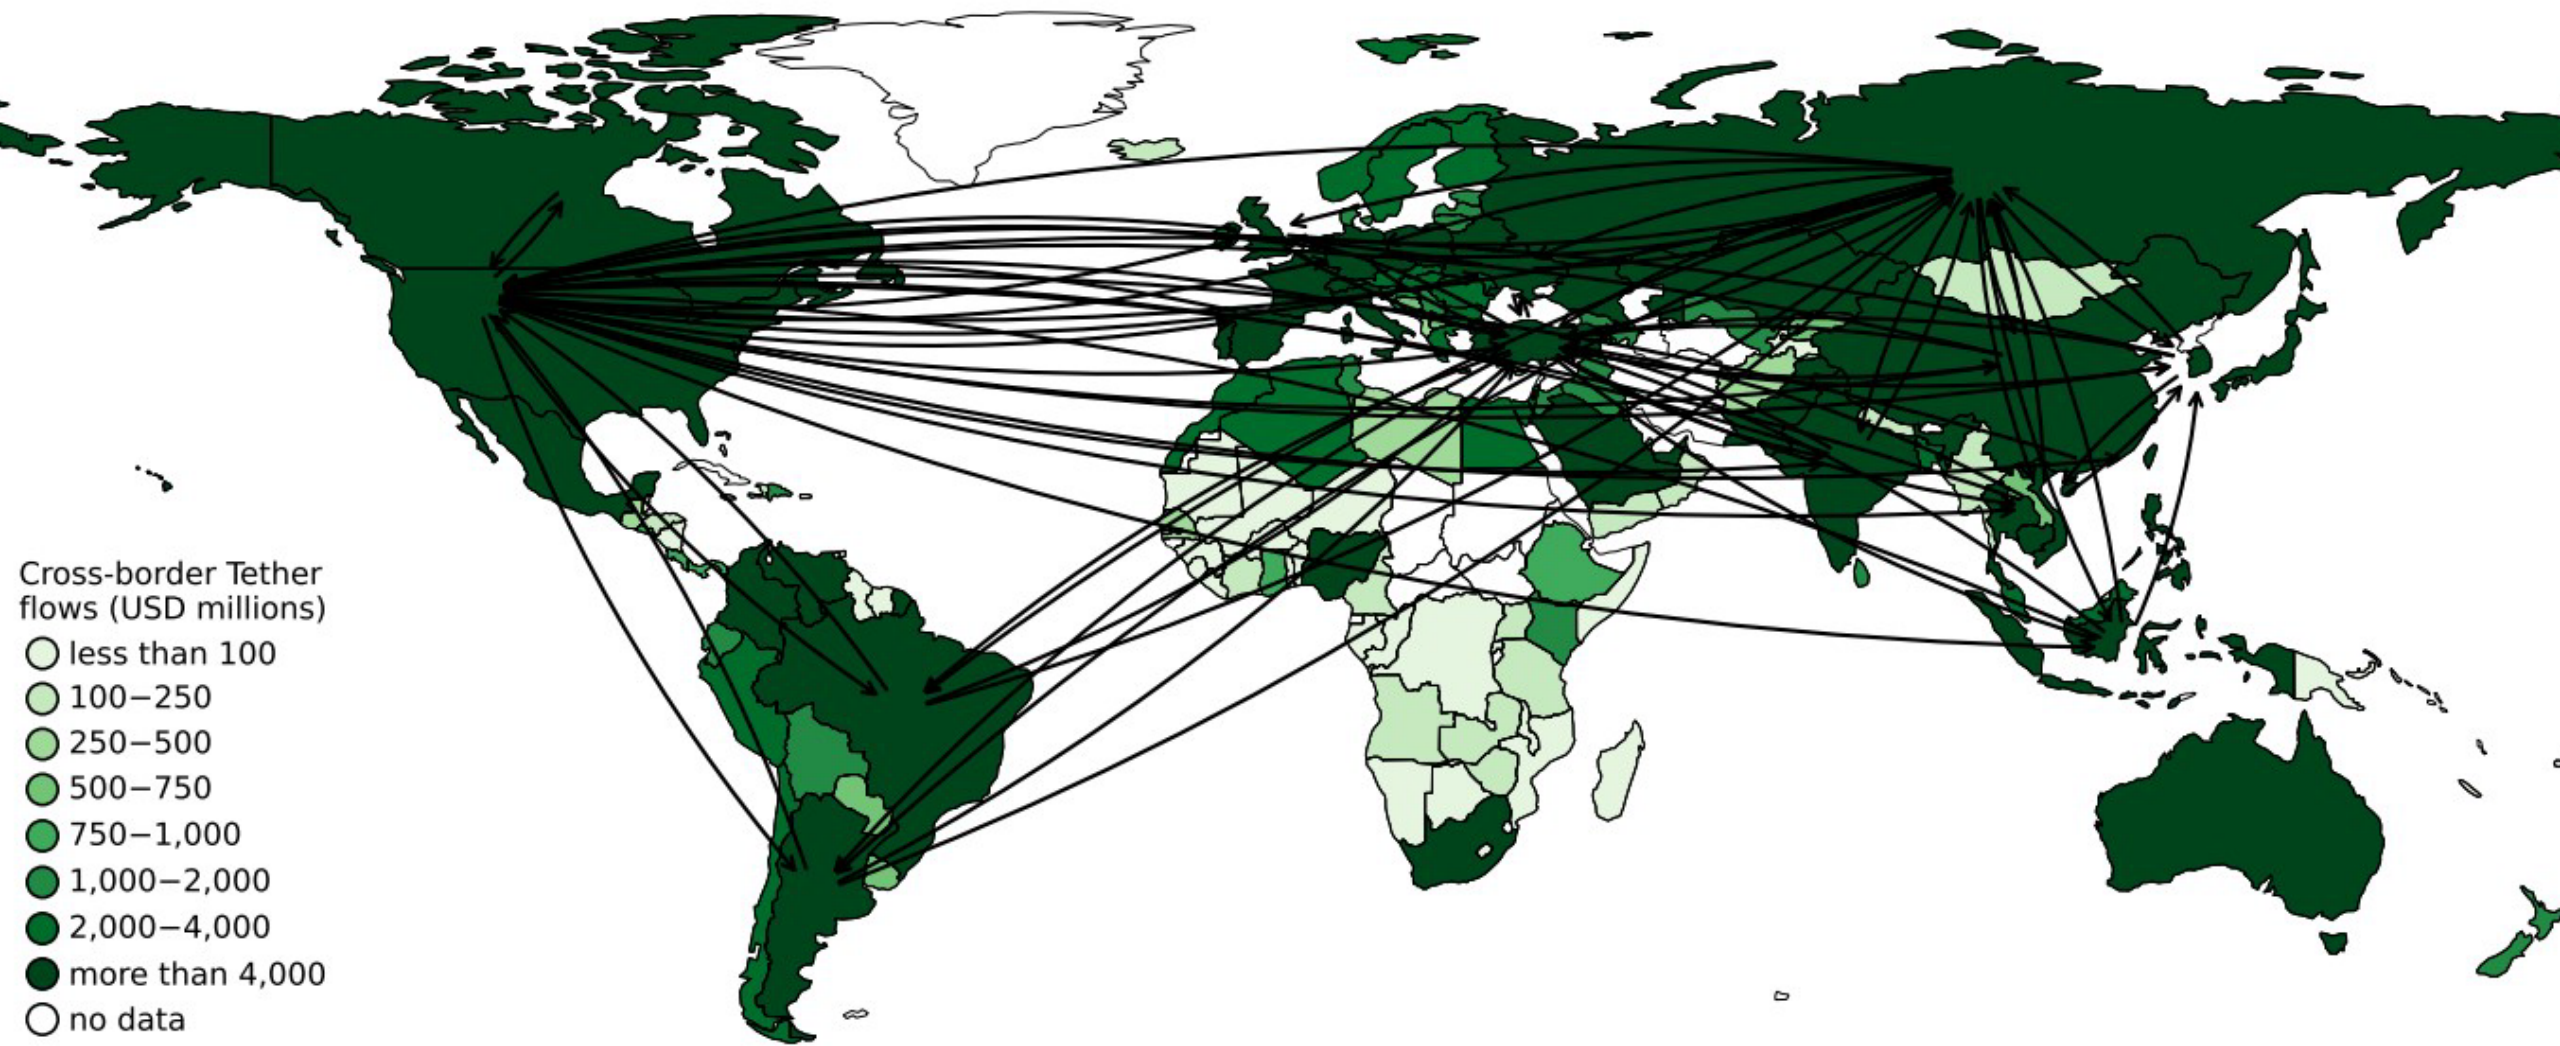 Cross-border Tether
flows (USD millions)
less than 100
100−250
250−500
500−750
750−1,000
1,000−2,000
2,000−4,000
more than 4,000
no data